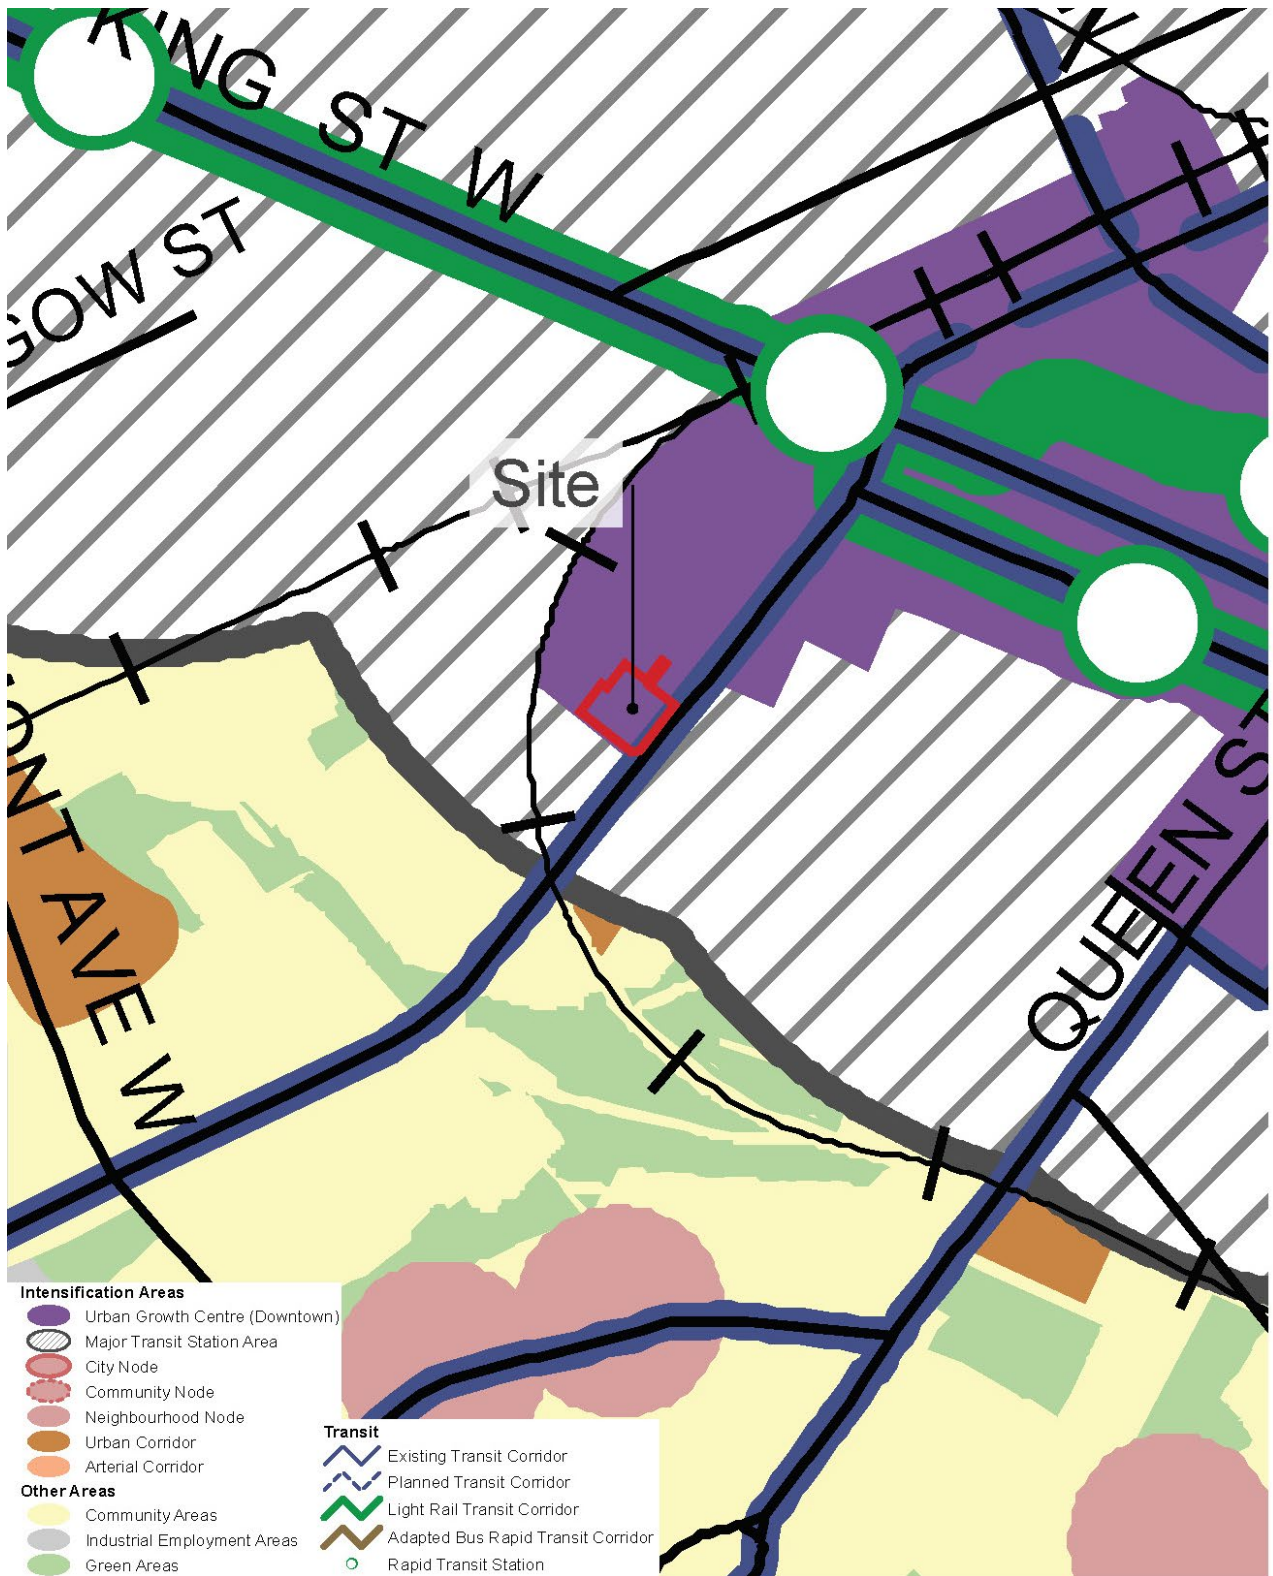 KING ST W
GOW ST
Site
ONT AVE W
QUEEN ST
Intensification Areas
Urban Growth Centre (Downtown)
Major Transit Station Area
City Node
Community Node
Neighbourhood Node
Urban Corridor
Arterial Corridor
Other Areas
Community Areas
Industrial Employment Areas
Green Areas
Transit
Existing Transit Corridor
Planned Transit Corridor
Light Rail Transit Corridor
Adapted Bus Rapid Transit Corridor
Rapid Transit Station